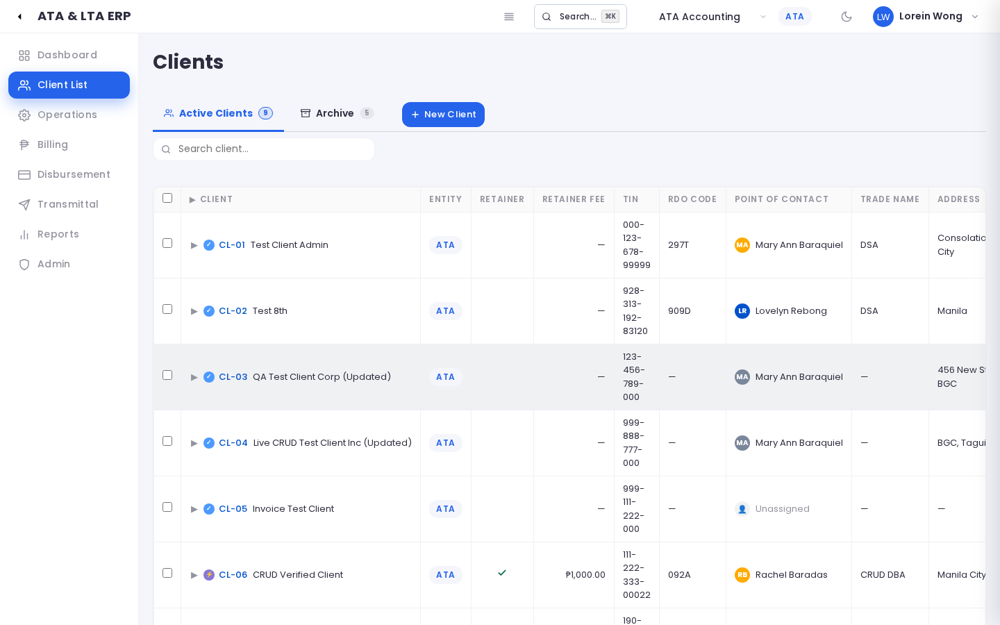 ATA & LTA ERP
Search... ⌘K
ATA Accounting
ATA
LW Lorein Wong
Dashboard
Client List
Operations
Billing
Disbursement
Transmittal
Reports
Admin
Clients
Active Clients 9
Archive 5
+ New Client
Search client...
▶ CLIENT ENTITY RETAINER RETAINER FEE TIN RDO CODE POINT OF CONTACT TRADE NAME ADDRESS
▶ ✓ CL-01 Test Client Admin ATA — 000-
123-
678-
99999 297T MA Mary Ann Baraquiel DSA Consolatio
City
▶ ✓ CL-02 Test 8th ATA — 928-
313-
192-
83120 909D LR Lovelyn Rebong DSA Manila
▶ ✓ CL-03 QA Test Client Corp (Updated) ATA — 123-
456-
789-
000 — MA Mary Ann Baraquiel — 456 New St
BGC
▶ ✓ CL-04 Live CRUD Test Client Inc (Updated) ATA — 999-
888-
777-
000 — MA Mary Ann Baraquiel — BGC, Tagui
▶ ✓ CL-05 Invoice Test Client ATA — 999-
111-
222-
000 — Unassigned — —
▶ ⚡ CL-06 CRUD Verified Client ATA ✓ ₱1,000.00 111-
222-
333-
00022 092A RB Rachel Baradas CRUD DBA Manila City
190-